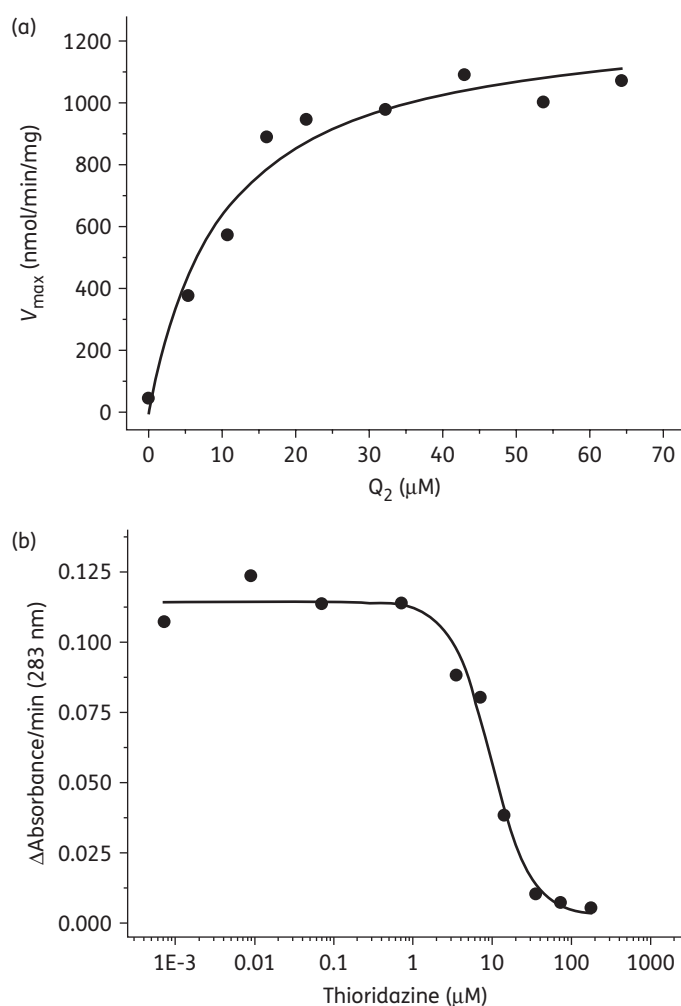 (a)
1200
1000
800
600
400
200
0
V_max (nmol/min/mg)
0 10 20 30 40 50 60 70
Q₂ (μM)
(b)
0.125
0.100
0.075
0.050
0.025
0.000
ΔAbsorbance/min (283 nm)
1E-3 0.01 0.1 1 10 100 1000
Thioridazine (μM)